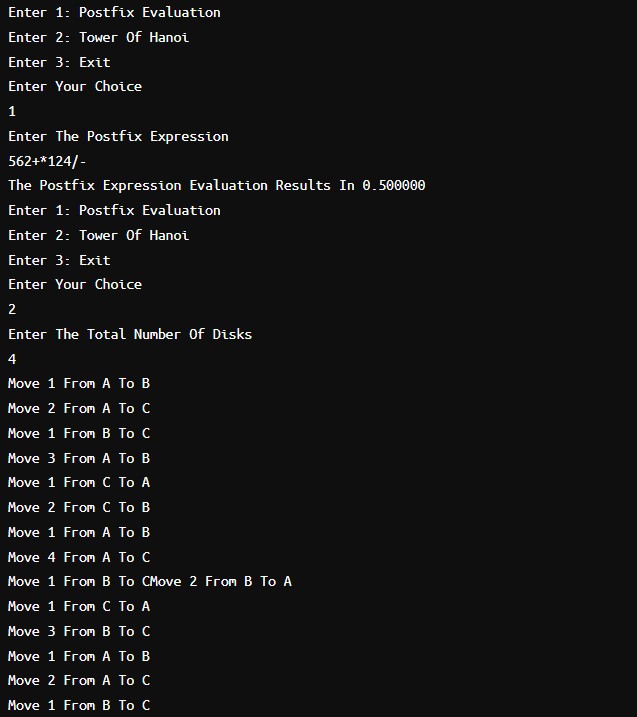 Enter 1: Postfix Evaluation
Enter 2: Tower Of Hanoi
Enter 3: Exit
Enter Your Choice
1
Enter The Postfix Expression
562+*124/-
The Postfix Expression Evaluation Results In 0.500000
Enter 1: Postfix Evaluation
Enter 2: Tower Of Hanoi
Enter 3: Exit
Enter Your Choice
2
Enter The Total Number Of Disks
4
Move 1 From A To B
Move 2 From A To C
Move 1 From B To C
Move 3 From A To B
Move 1 From C To A
Move 2 From C To B
Move 1 From A To B
Move 4 From A To C
Move 1 From B To CMove 2 From B To A
Move 1 From C To A
Move 3 From B To C
Move 1 From A To B
Move 2 From A To C
Move 1 From B To C